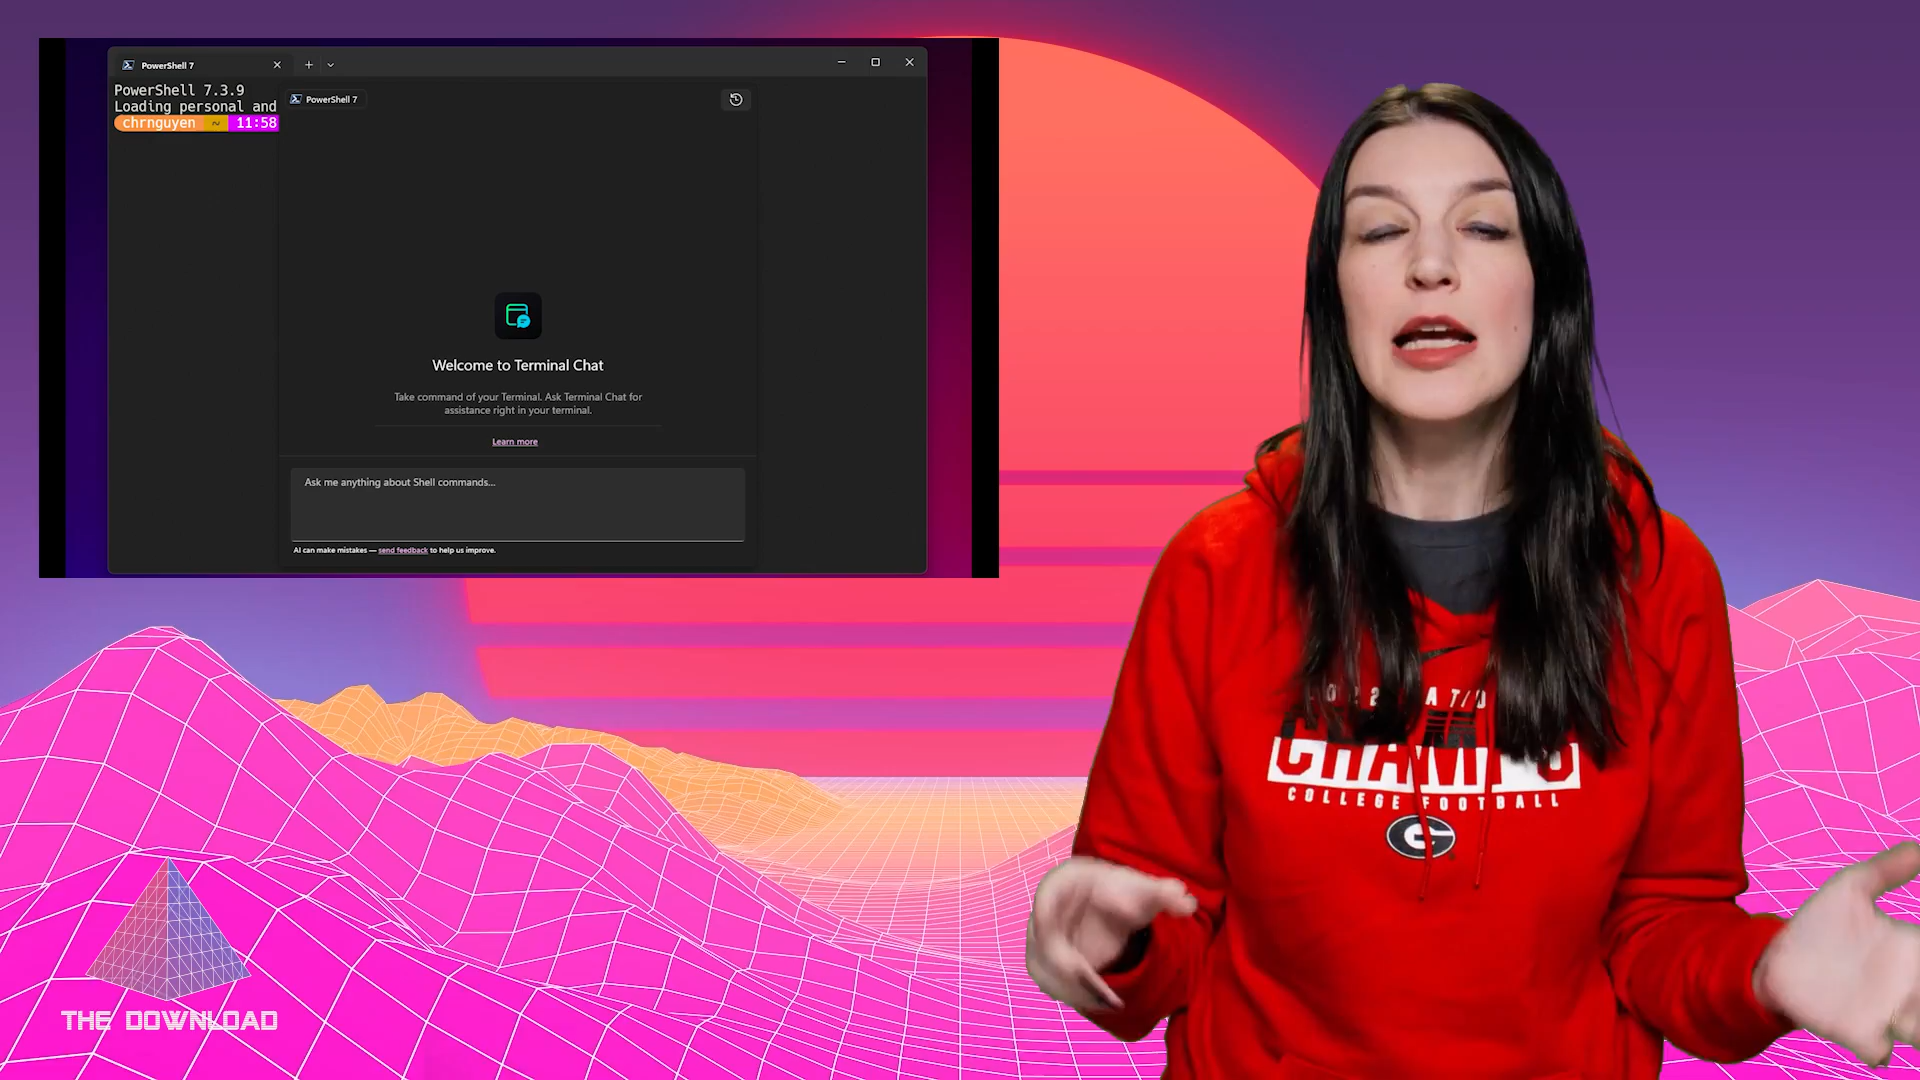 PowerShell 7
PowerShell 7.3.9
Loading personal and
chrnguyen ~ 11:58
PowerShell 7
Welcome to Terminal Chat
Take command of your Terminal. Ask Terminal Chat for
assistance right in your terminal.
Learn more
Ask me anything about Shell commands...
AI can make mistakes — send feedback to help us improve.
COLLEGE FOOTBALL
G
THE DOWNLOAD